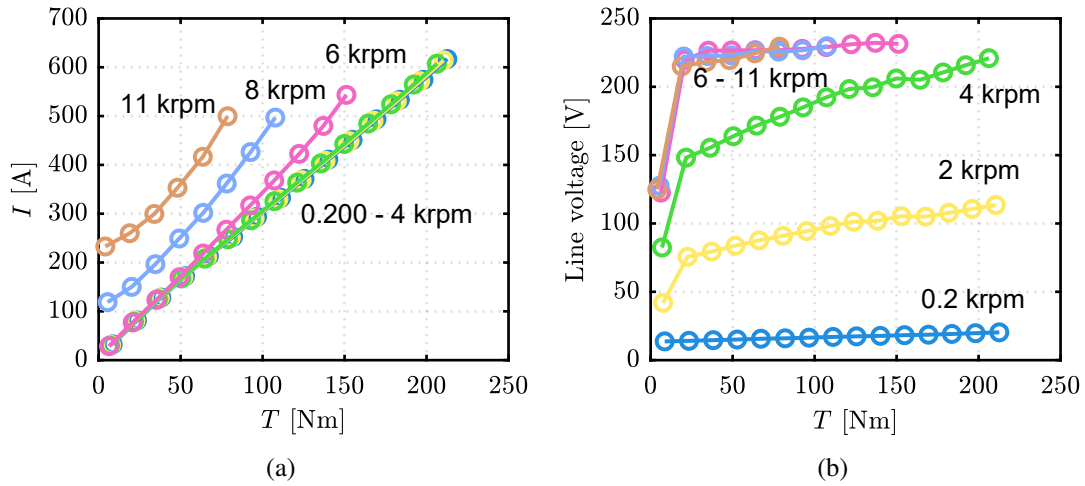 700
600
500
400
300
200
100
0
I [A]
0
50
100
150
200
250
T [Nm]
11 krpm
8 krpm
6 krpm
0.200 - 4 krpm
(a)
250
200
150
100
50
0
Line voltage [V]
0
50
100
150
200
250
T [Nm]
6 - 11 krpm
4 krpm
2 krpm
0.2 krpm
(b)